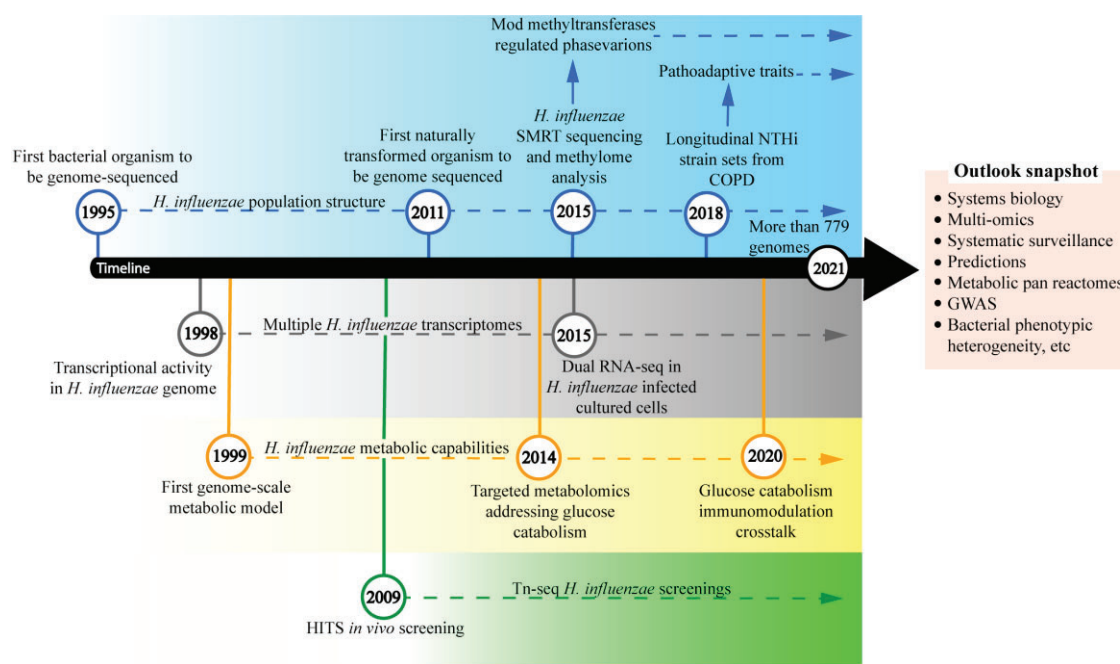 Mod methyltransferases
regulated phasevarions
Pathoadaptive traits
H. influenzae
SMRT sequencing
and methylome
analysis
Longitudinal NTHi
strain sets from
COPD
First naturally
transformed organism to
be genome sequenced
First bacterial organism to
be genome-sequenced
1995
H. influenzae population structure
2011
2015
2018
More than 779
genomes
Timeline
2021
1998
Multiple H. influenzae transcriptomes
2015
Transcriptional activity
in H. influenzae genome
Dual RNA-seq in
H. influenzae infected
cultured cells
1999
H. influenzae metabolic capabilities
2014
2020
First genome-scale
metabolic model
Targeted metabolomics
addressing glucose
catabolism
Glucose catabolism
immunomodulation
crosstalk
2009
Tn-seq H. influenzae screenings
HITS in vivo screening
Outlook snapshot
• Systems biology
• Multi-omics
• Systematic surveillance
• Predictions
• Metabolic pan reactomes
• GWAS
• Bacterial phenotypic
heterogeneity, etc